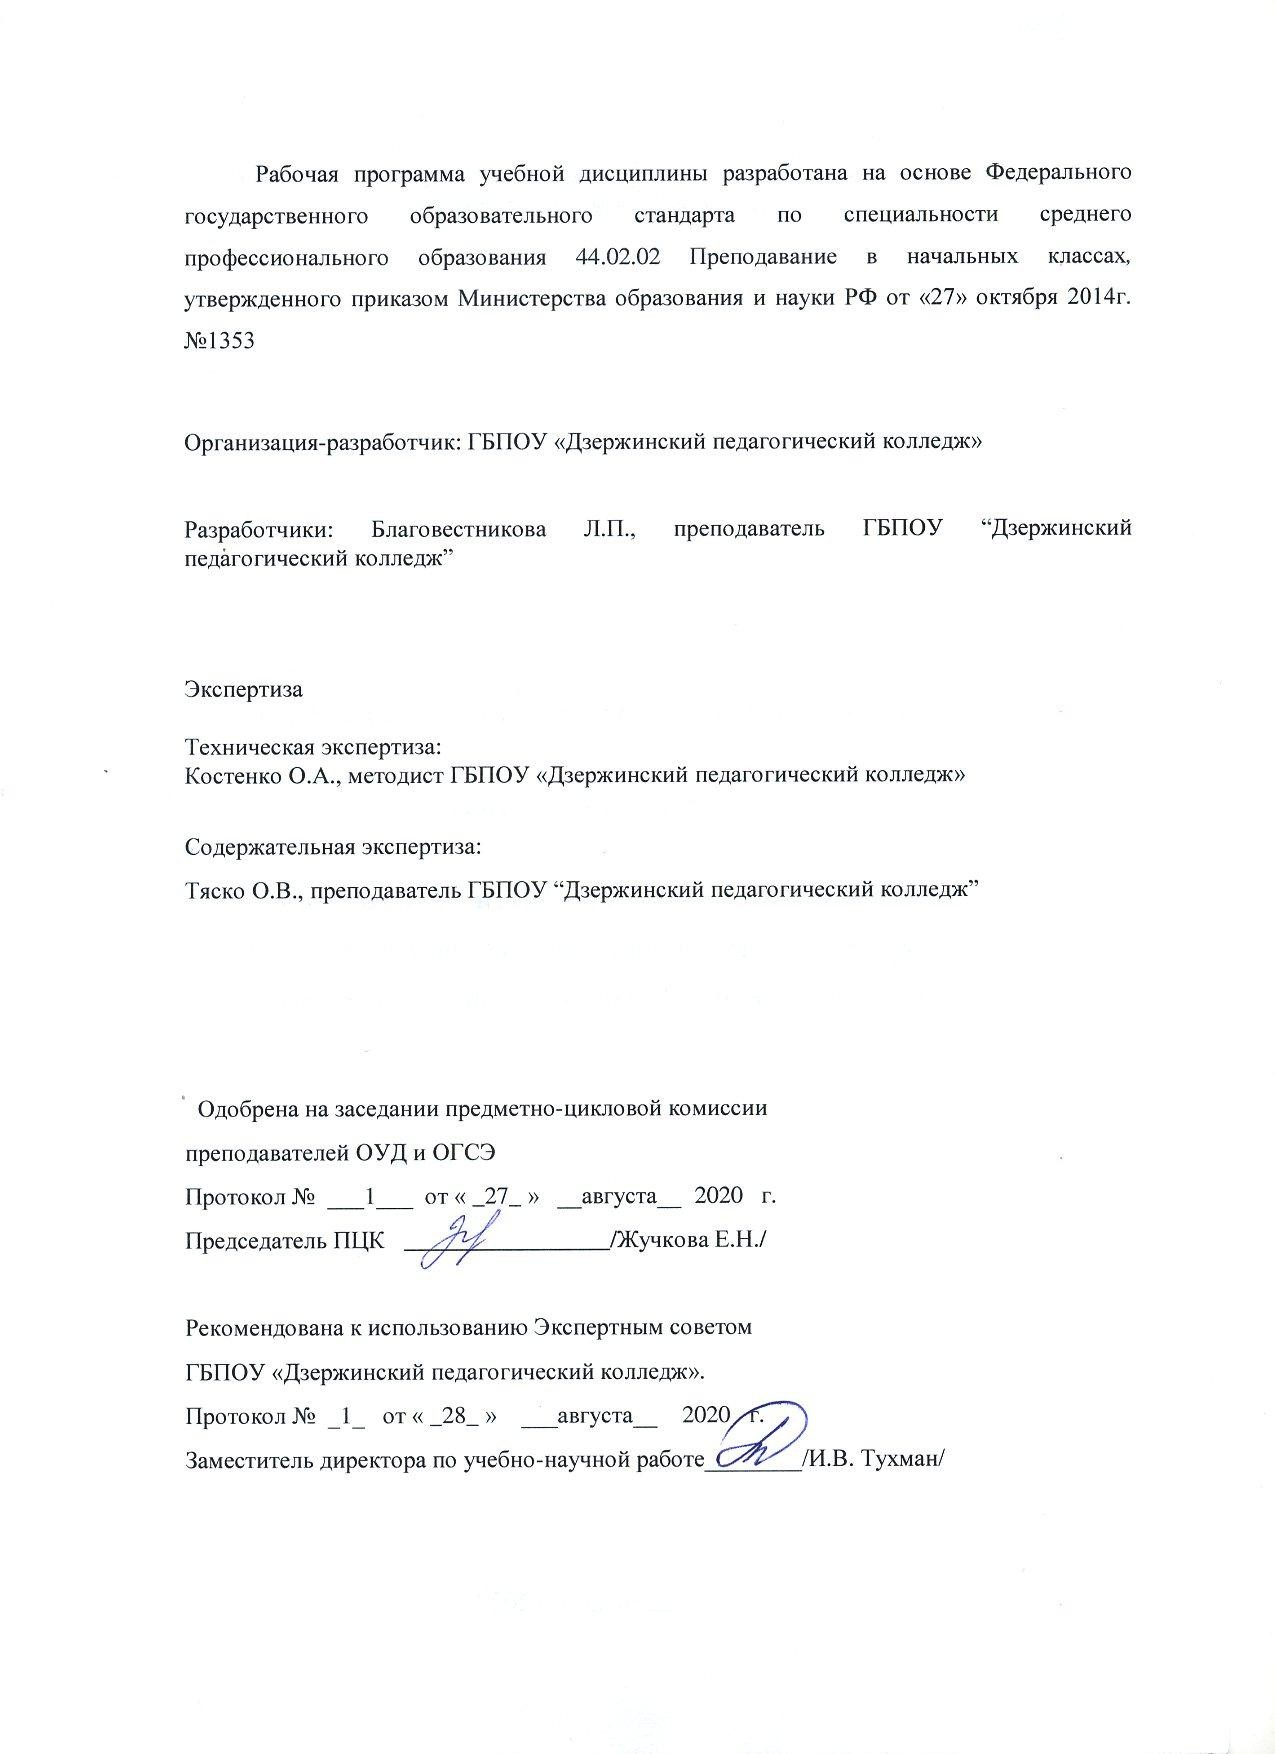 Рабочая программа учебной дисциплины разработана на основе Федерального
государственного образовательного стандарта по специальности среднего
профессионального образования 44.02.02 Преподавание в начальных классах,
утвержденного приказом Министерства образования и науки РФ от «27» октября 2014г.
№1353
Организация-разработчик: ГБПОУ «Дзержинский педагогический колледж»
Разработчики: Благовестникова Л.П., преподаватель ГБПОУ “Дзержинский
педагогический колледж”
Экспертиза
Техническая экспертиза:
Костенко О.А., методист ГБПОУ «Дзержинский педагогический колледж»
Содержательная экспертиза:
Тяско О.В., преподаватель ГБПОУ “Дзержинский педагогический колледж”
Одобрена на заседании предметно-цикловой комиссии
преподавателей ОУД и ОГСЭ
Протокол № ___1___ от « _27_ » __августа__ 2020 г.
Председатель ПЦК _________________/Жучкова Е.Н./
Рекомендована к использованию Экспертным советом
ГБПОУ «Дзержинский педагогический колледж».
Протокол № _1_ от « _28_ » ___августа__ 2020 г.
Заместитель директора по учебно-научной работе________/И.В. Тухман/